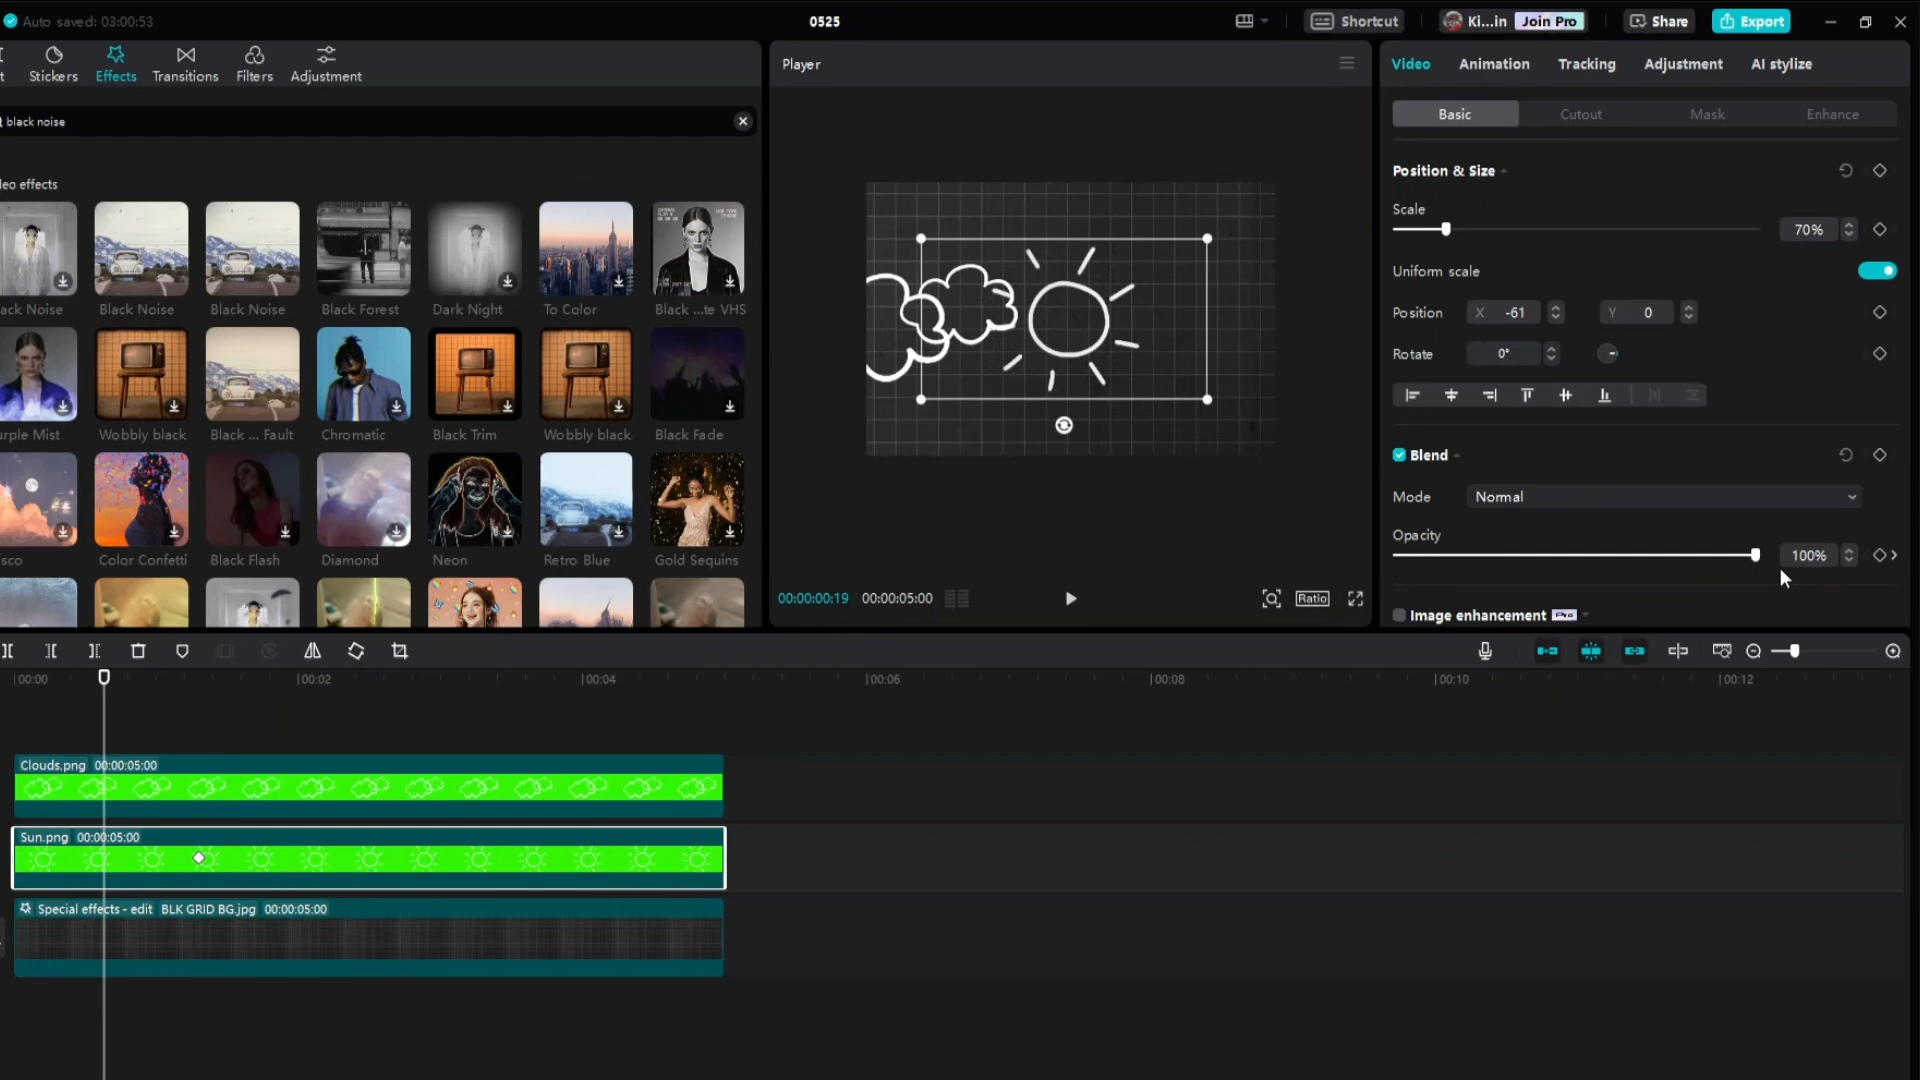 Auto saved: 03:00:53
0525
Shortcut
Ki...in
Join Pro
Share
Export
Stickers
Effects
Transitions
Filters
Adjustment
black noise
eo effects
ack Noise
Black Noise
Black Noise
Black Forest
Dark Night
To Color
Black ...te VHS
urple Mist
Wobbly black
Black ... Fault
Chromatic
Black Trim
Wobbly black
Black Fade
sco
Color Confetti
Black Flash
Diamond
Neon
Retro Blue
Gold Sequins
Player
00:00:00:19
00:00:05:00
Ratio
Video
Animation
Tracking
Adjustment
AI stylize
Basic
Cutout
Mask
Enhance
Position & Size
Scale
70%
Uniform scale
Position
X -61
Y 0
Rotate
0°
Blend
Mode
Normal
Opacity
100%
Image enhancement
Pro
00:00
00:02
00:04
00:06
00:08
00:10
00:12
Clouds.png 00:00:05:00
Sun.png 00:00:05:00
Special effects - edit BLK GRID BG.jpg 00:00:05:00